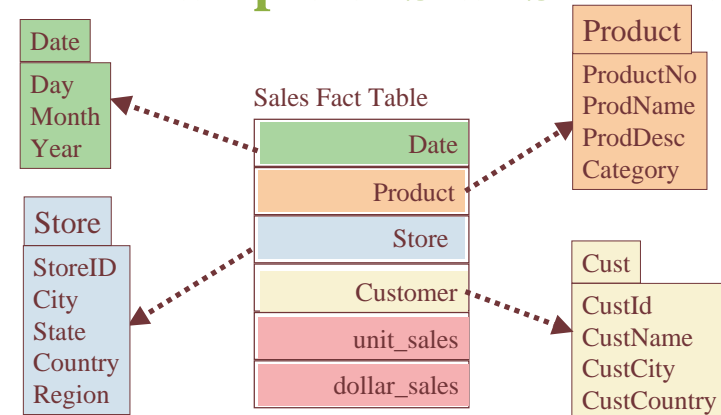 Date
Day
Month
Year
Sales Fact Table
Date
Product
Store
Customer
unit_sales
dollar_sales
Product
ProductNo
ProdName
ProdDesc
Category
Store
StoreID
City
State
Country
Region
Cust
CustId
CustName
CustCity
CustCountry